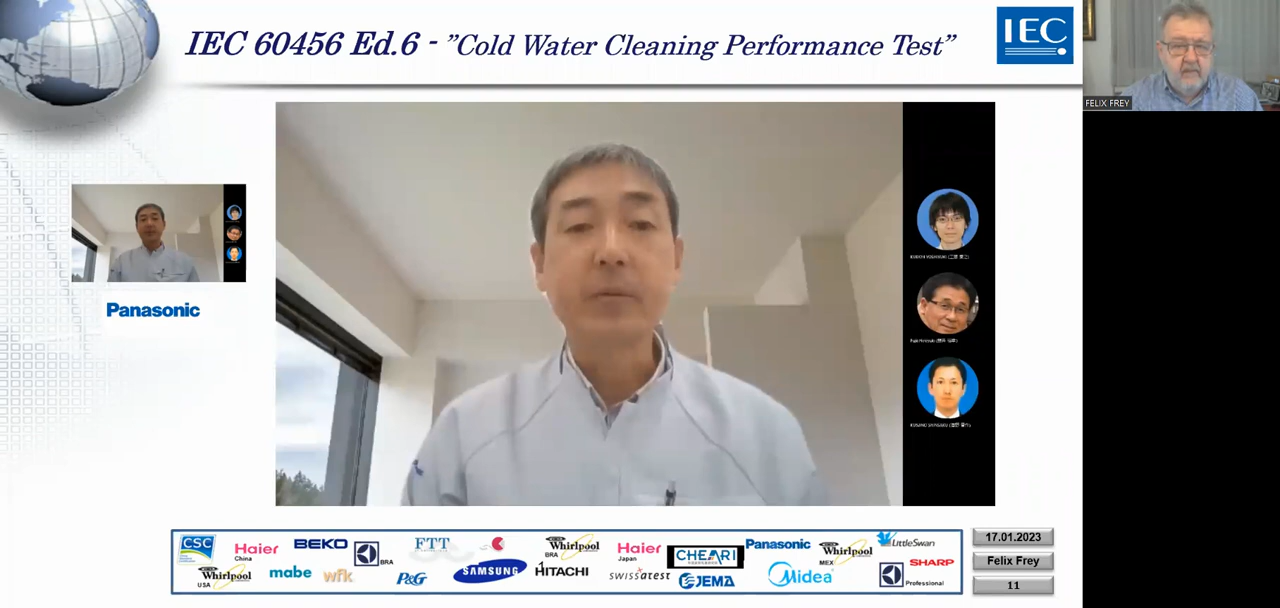 IEC 60456 Ed.6 - "Cold Water Cleaning Performance Test"
IEC
FELIX FREY
Panasonic
CSC
Haier
China
BEKO
BRA
FTT
Whirlpool
BRA
Haier
Japan
CHEARI
Panasonic
Whirlpool
MEX
LittleSwan
SHARP
Whirlpool
USA
mabe
wfk
P&G
SAMSUNG
HITACHI
swissatest
JEMA
Midea
Professional
17.01.2023
Felix Frey
11